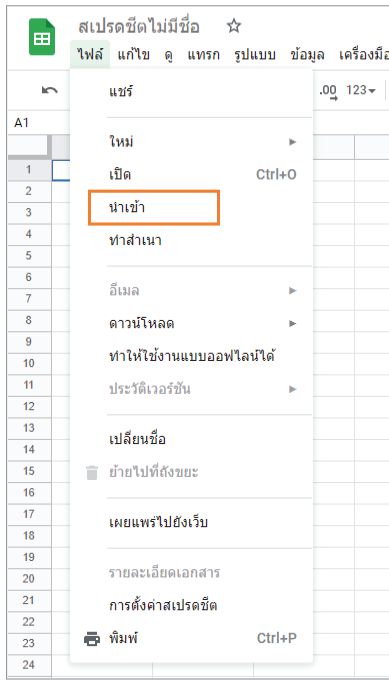 สเปรดชีตไม่มีชื่อ
ไฟล์ แก้ไข ดู แทรก รูปแบบ ข้อมูล เครื่องมือ
.00 123
A1
แชร์
ใหม่
เปิด Ctrl+O
นำเข้า
ทำสำเนา
อีเมล
ดาวน์โหลด
ทำให้ใช้งานแบบออฟไลน์ได้
ประวัติเวอร์ชัน
เปลี่ยนชื่อ
ย้ายไปที่ถังขยะ
เผยแพร่ไปยังเว็บ
รายละเอียดเอกสาร
การตั้งค่าสเปรดชีต
พิมพ์ Ctrl+P
1
2
3
4
5
6
7
8
9
10
11
12
13
14
15
16
17
18
19
20
21
22
23
24